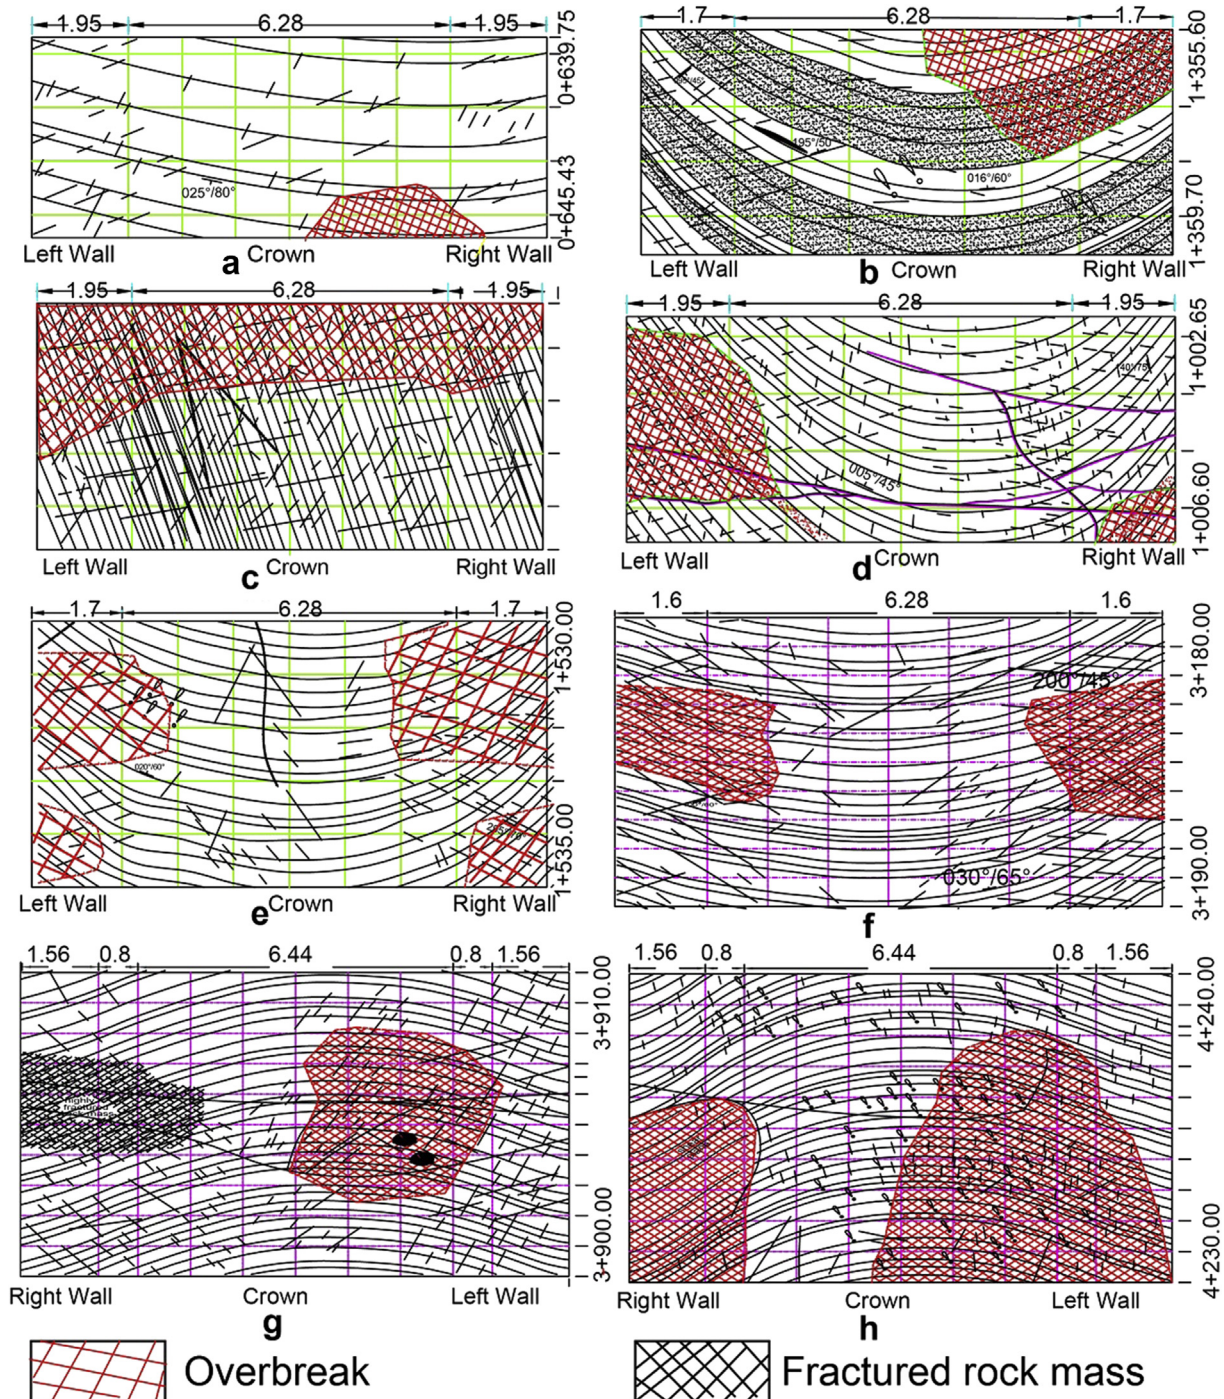 1.95 6.28 1.95
0+639.75
0+645.43
025°/80°
Left Wall Crown Right Wall
a
1.7 6.28 1.7
1+355.60
1+359.70
195°/50
016°/60°
Left Wall Crown Right Wall
b
1.95 6.28 1.95
Left Wall Crown Right Wall
c
1.95 6.28 1.95
1+002.65
1+006.60
005°/45°
Left Wall Crown Right Wall
d
1.7 6.28 1.7
1+530.00
1+535.00
020°/60°
Left Wall Crown Right Wall
e
1.6 6.28 1.6
3+180.00
3+190.00
200°/45°
030°/65°
f
1.56 0.8 6.44 0.8 1.56
3+910.00
3+900.00
highly
fractured
Right Wall Crown Left Wall
g
1.56 0.8 6.44 0.8 1.56
4+240.00
4+230.00
Right Wall Crown Left Wall
h
Overbreak
Fractured rock mass